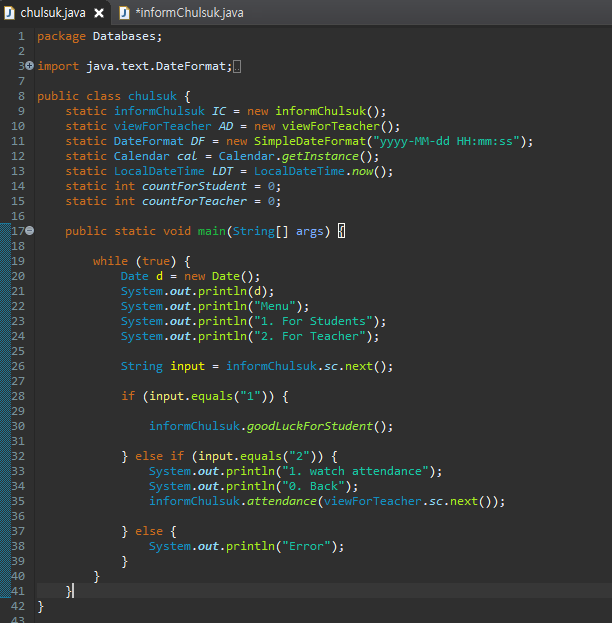 chulsuk.java *informChulsuk.java
1 package Databases;
2
3 import java.text.DateFormat;
7
8 public class chulsuk {
9 static informChulsuk IC = new informChulsuk();
10 static viewForTeacher AD = new viewForTeacher();
11 static DateFormat DF = new SimpleDateFormat("yyyy-MM-dd HH:mm:ss");
12 static Calendar cal = Calendar.getInstance();
13 static LocalDateTime LDT = LocalDateTime.now();
14 static int countForStudent = 0;
15 static int countForTeacher = 0;
16
17 public static void main(String[] args) {
18
19 while (true) {
20 Date d = new Date();
21 System.out.println(d);
22 System.out.println("Menu");
23 System.out.println("1. For Students");
24 System.out.println("2. For Teacher");
25
26 String input = informChulsuk.sc.next();
27
28 if (input.equals("1")) {
29
30 informChulsuk.goodLuckForStudent();
31
32 } else if (input.equals("2")) {
33 System.out.println("1. watch attendance");
34 System.out.println("0. Back");
35 informChulsuk.attendance(viewForTeacher.sc.next());
36
37 } else {
38 System.out.println("Error");
39 }
40 }
41 }
42 }
43